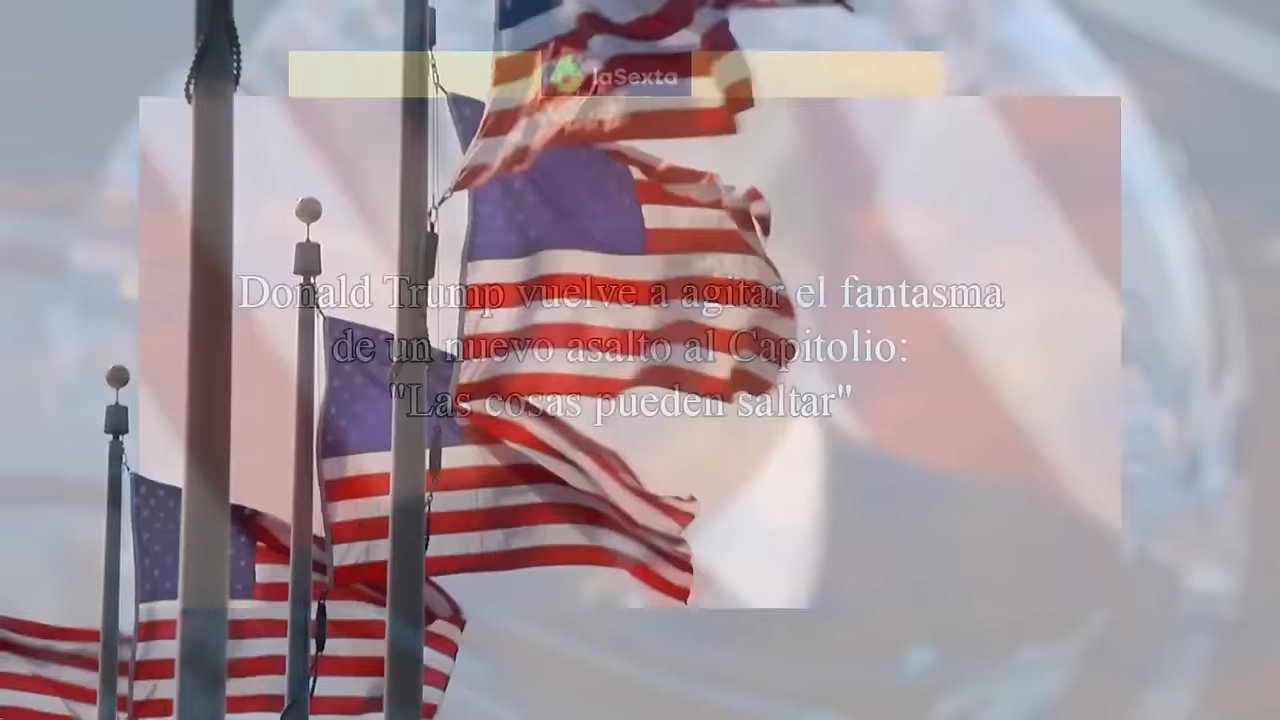 laSexta
Donald Trump vuelve a agitar el fantasma
de un nuevo asalto al Capitolio:
"Las cosas pueden saltar"